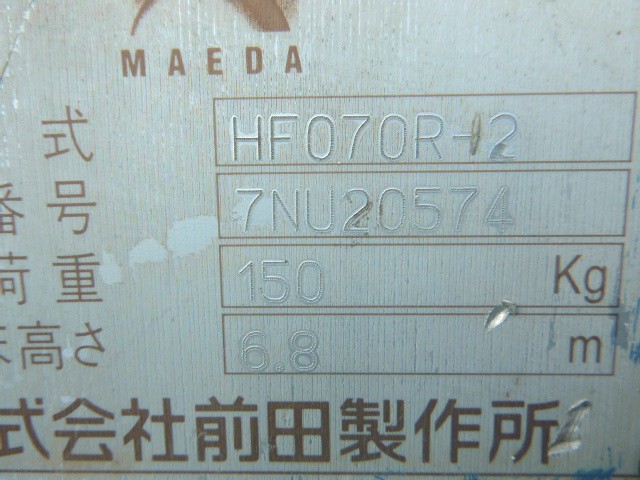 MAEDA
式 HF070R-2
番号 7NU20574
荷重 150 Kg
床高さ 6.8 m
式会社前田製作所